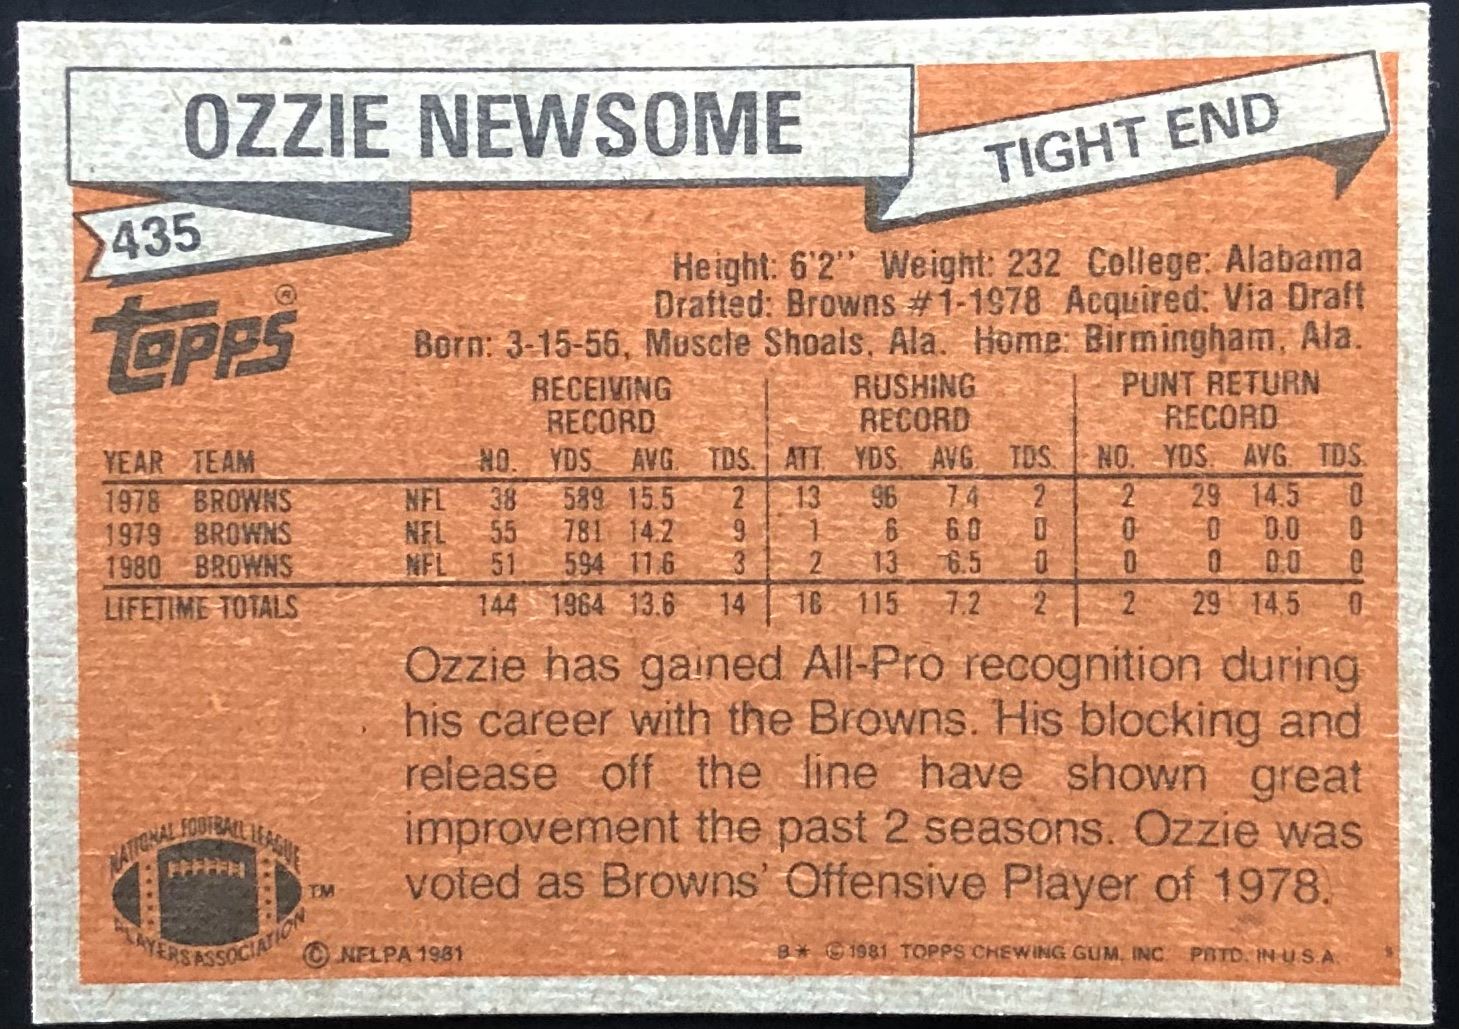 OZZIE NEWSOME
TIGHT END
435
TOPPS ®
Height: 6'2'' Weight: 232 College: Alabama
Drafted: Browns #1-1978 Acquired: Via Draft
Born: 3-15-56, Muscle Shoals, Ala. Home: Birmingham, Ala.
RECEIVING RECORD RUSHING RECORD PUNT RETURN RECORD
YEAR TEAM NO. YDS. AVG. TDS. ATT. YDS. AVG. TDS. NO. YDS. AVG. TDS.
1978 BROWNS NFL 38 589 15.5 2 13 96 7.4 2 2 29 14.5 0
1979 BROWNS NFL 55 781 14.2 9 1 6 6.0 0 0 0 0.0 0
1980 BROWNS NFL 51 594 11.6 3 2 13 6.5 0 0 0 0.0 0
LIFETIME TOTALS 144 1964 13.6 14 16 115 7.2 2 2 29 14.5 0
Ozzie has gained All-Pro recognition during
his career with the Browns. His blocking and
release off the line have shown great
improvement the past 2 seasons. Ozzie was
voted as Browns' Offensive Player of 1978.
NATIONAL FOOTBALL LEAGUE
PLAYERS ASSOCIATION
TM
© NFLPA 1981
B* © 1981 TOPPS CHEWING GUM, INC. PRTD. IN U.S.A.